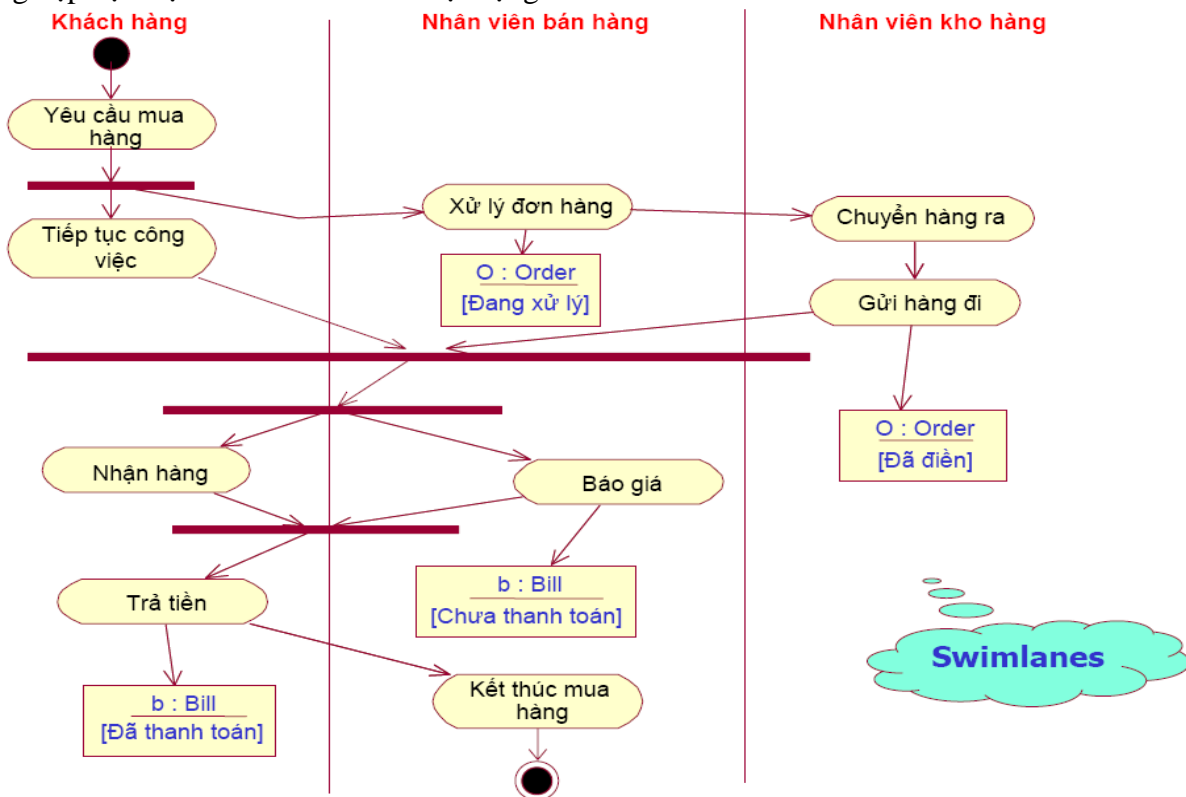 Khách hàng
Nhân viên bán hàng
Nhân viên kho hàng
Yêu cầu mua
hàng
Xử lý đơn hàng
Chuyển hàng ra
Tiếp tục công
việc
O : Order
[Đang xử lý]
Gửi hàng đi
O : Order
[Đã điền]
Nhận hàng
Báo giá
b : Bill
[Chưa thanh toán]
Trả tiền
Swimlanes
Kết thúc mua
hàng
b : Bill
[Đã thanh toán]